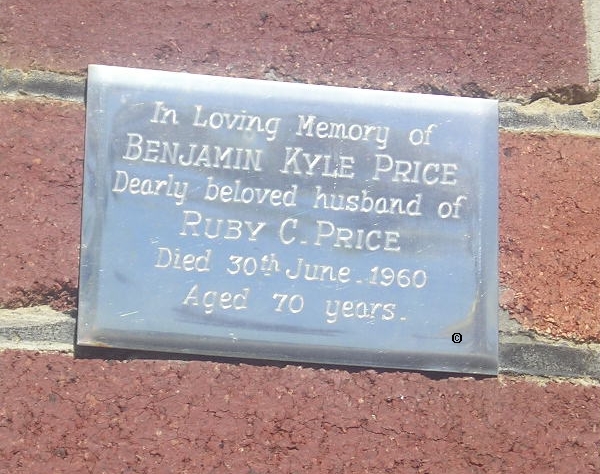 In Loving Memory of
BENJAMIN KYLE PRICE
Dearly beloved husband of
RUBY C. PRICE
Died 30th June. 1960
Aged 70 years.
©